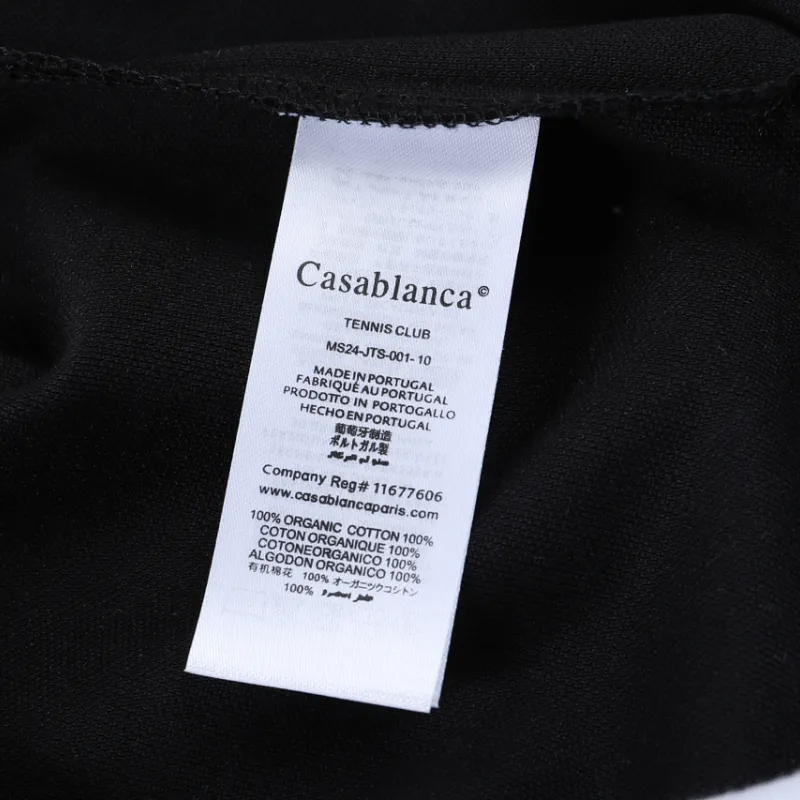 Casablanca©
TENNIS CLUB
MS24-JTS-001-10
MADE IN PORTUGAL
FABRIQUÉ AU PORTUGAL
PRODOTTO IN PORTOGALLO
HECHO EN PORTUGAL
葡萄牙制造
ポルトガル製
Company Reg# 11677606
www.casablancaparis.com
100% ORGANIC COTTON 100%
COTON ORGANIQUE 100%
COTONEORGANICO 100%
ALGODON ORGANICO 100%
有机棉花 100% オーガニックコットン
100%